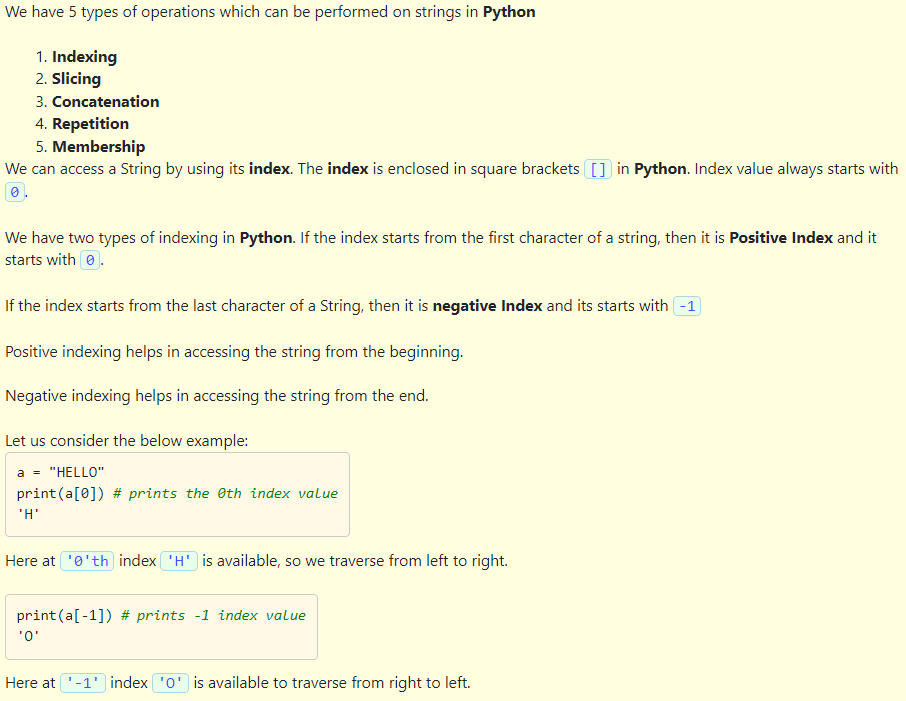 We have 5 types of operations which can be performed on strings in Python
1. Indexing
2. Slicing
3. Concatenation
4. Repetition
5. Membership
We can access a String by using its index. The index is enclosed in square brackets [] in Python. Index value always starts with
0.
We have two types of indexing in Python. If the index starts from the first character of a string, then it is Positive Index and it
starts with 0.
If the index starts from the last character of a String, then it is negative Index and its starts with -1
Positive indexing helps in accessing the string from the beginning.
Negative indexing helps in accessing the string from the end.
Let us consider the below example:
a = "HELLO"
print(a[0]) # prints the 0th index value
'H'
Here at '0'th index 'H' is available, so we traverse from left to right.
print(a[-1]) # prints -1 index value
'O'
Here at '-1' index 'O' is available to traverse from right to left.